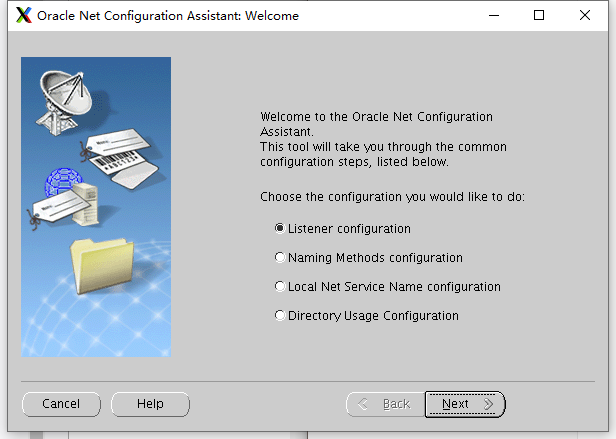 Oracle Net Configuration Assistant: Welcome
Welcome to the Oracle Net Configuration
Assistant.
This tool will take you through the common
configuration steps, listed below.
Choose the configuration you would like to do:
Listener configuration
Naming Methods configuration
Local Net Service Name configuration
Directory Usage Configuration
Cancel
Help
Back
Next